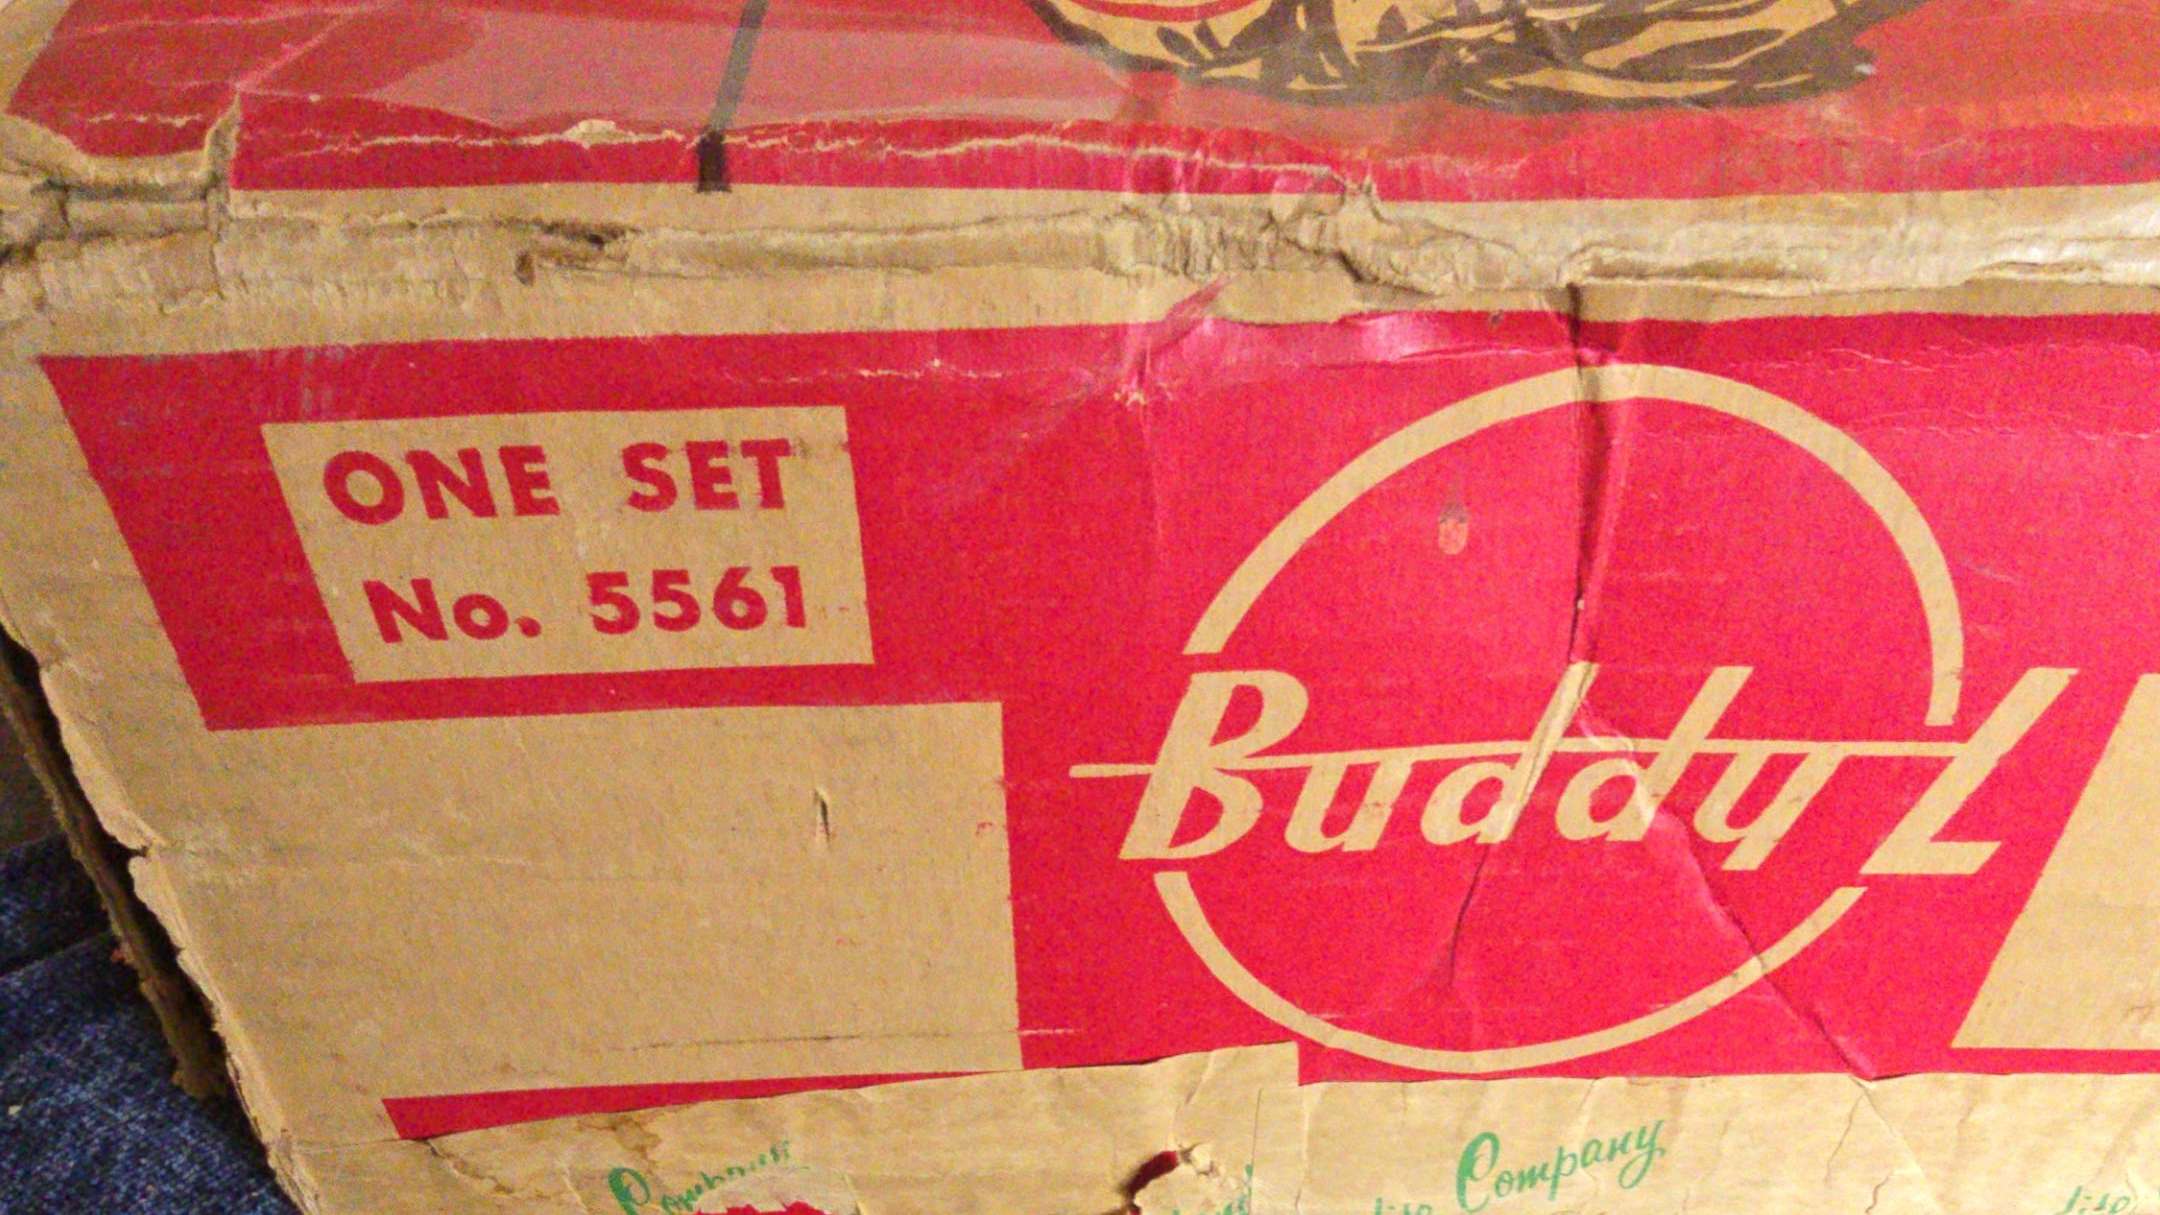 ONE SET
No. 5561
Buddy L
Company